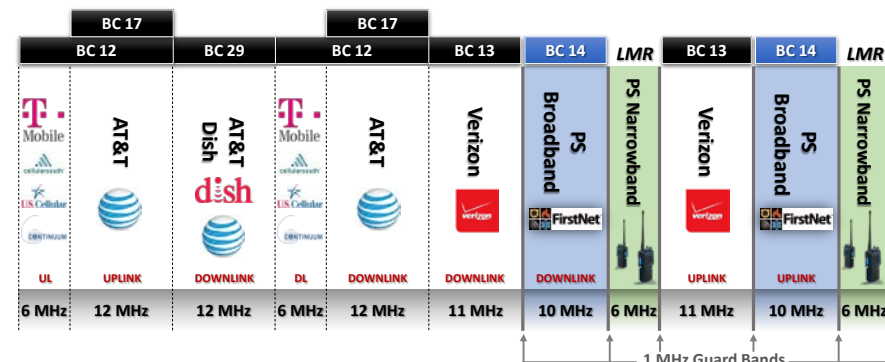 BC 17
BC 17
BC 12
BC 29
BC 12
BC 13
BC 14
LMR
BC 13
BC 14
LMR
T··
Mobile
cellularsouth
US Cellular
CONTINUUM
AT&T
AT&T
Dish
dish
T··
Mobile
cellularsouth
US Cellular
CONTINUUM
AT&T
Verizon
verizon
PS
Broadband
FirstNet
PS Narrowband
Verizon
verizon
PS
Broadband
FirstNet
PS Narrowband
UL
UPLINK
DOWNLINK
DL
DOWNLINK
DOWNLINK
DOWNLINK
UPLINK
UPLINK
6 MHz
12 MHz
12 MHz
6 MHz
12 MHz
11 MHz
10 MHz
6 MHz
11 MHz
10 MHz
6 MHz
1 MHz Guard Bands